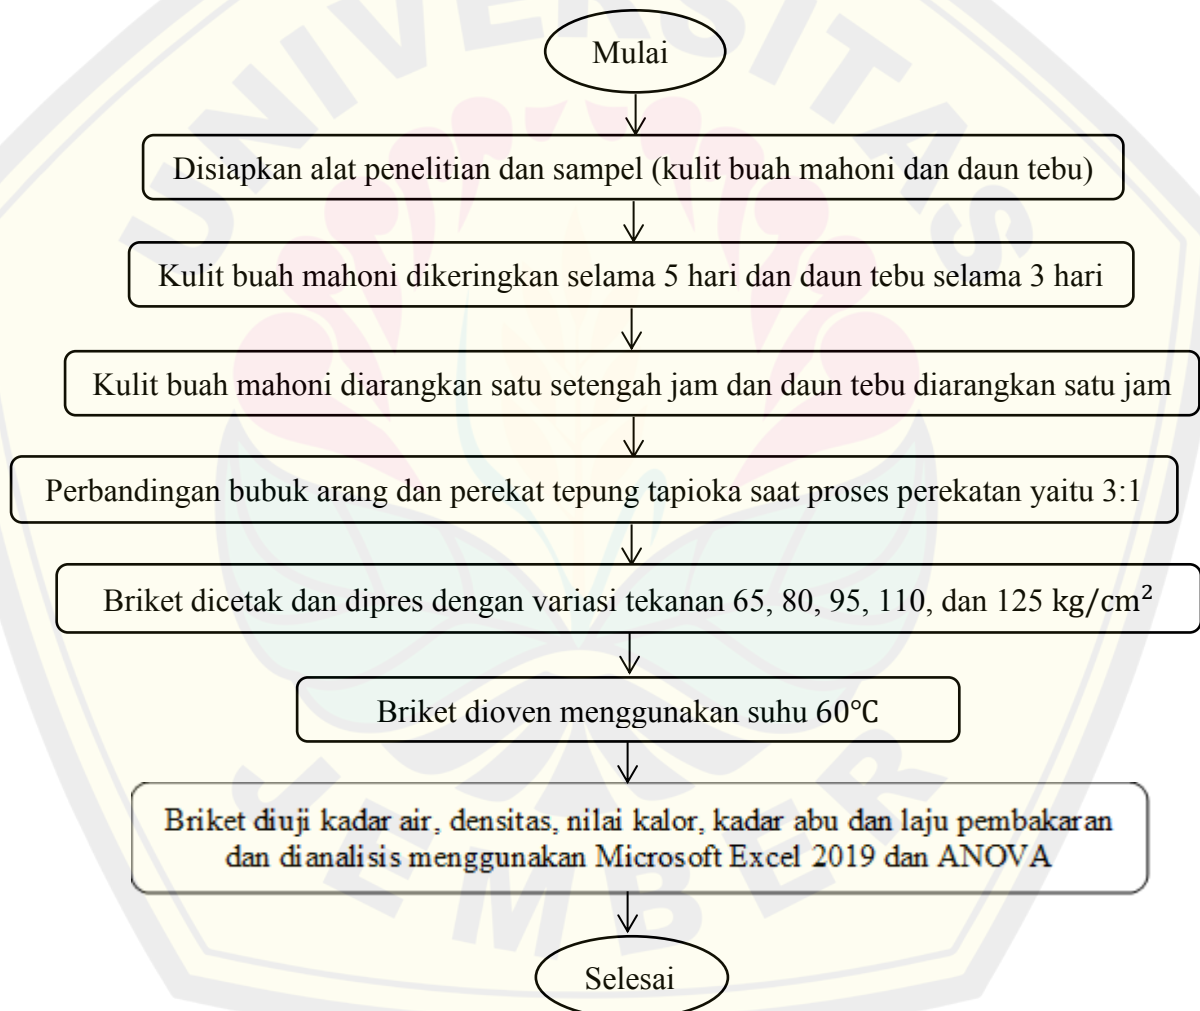 UNIVERSITAS
Mulai
Disiapkan alat penelitian dan sampel (kulit buah mahoni dan daun tebu)
Kulit buah mahoni dikeringkan selama 5 hari dan daun tebu selama 3 hari
Kulit buah mahoni diarangkan satu setengah jam dan daun tebu diarangkan satu jam
Perbandingan bubuk arang dan perekat tepung tapioka saat proses perekatan yaitu 3:1
Briket dicetak dan dipres dengan variasi tekanan 65, 80, 95, 110, dan 125 kg/cm²
Briket dioven menggunakan suhu 60℃
Briket diuji kadar air, densitas, nilai kalor, kadar abu dan laju pembakaran
dan dianalisis menggunakan Microsoft Excel 2019 dan ANOVA
JEMBER
Selesai